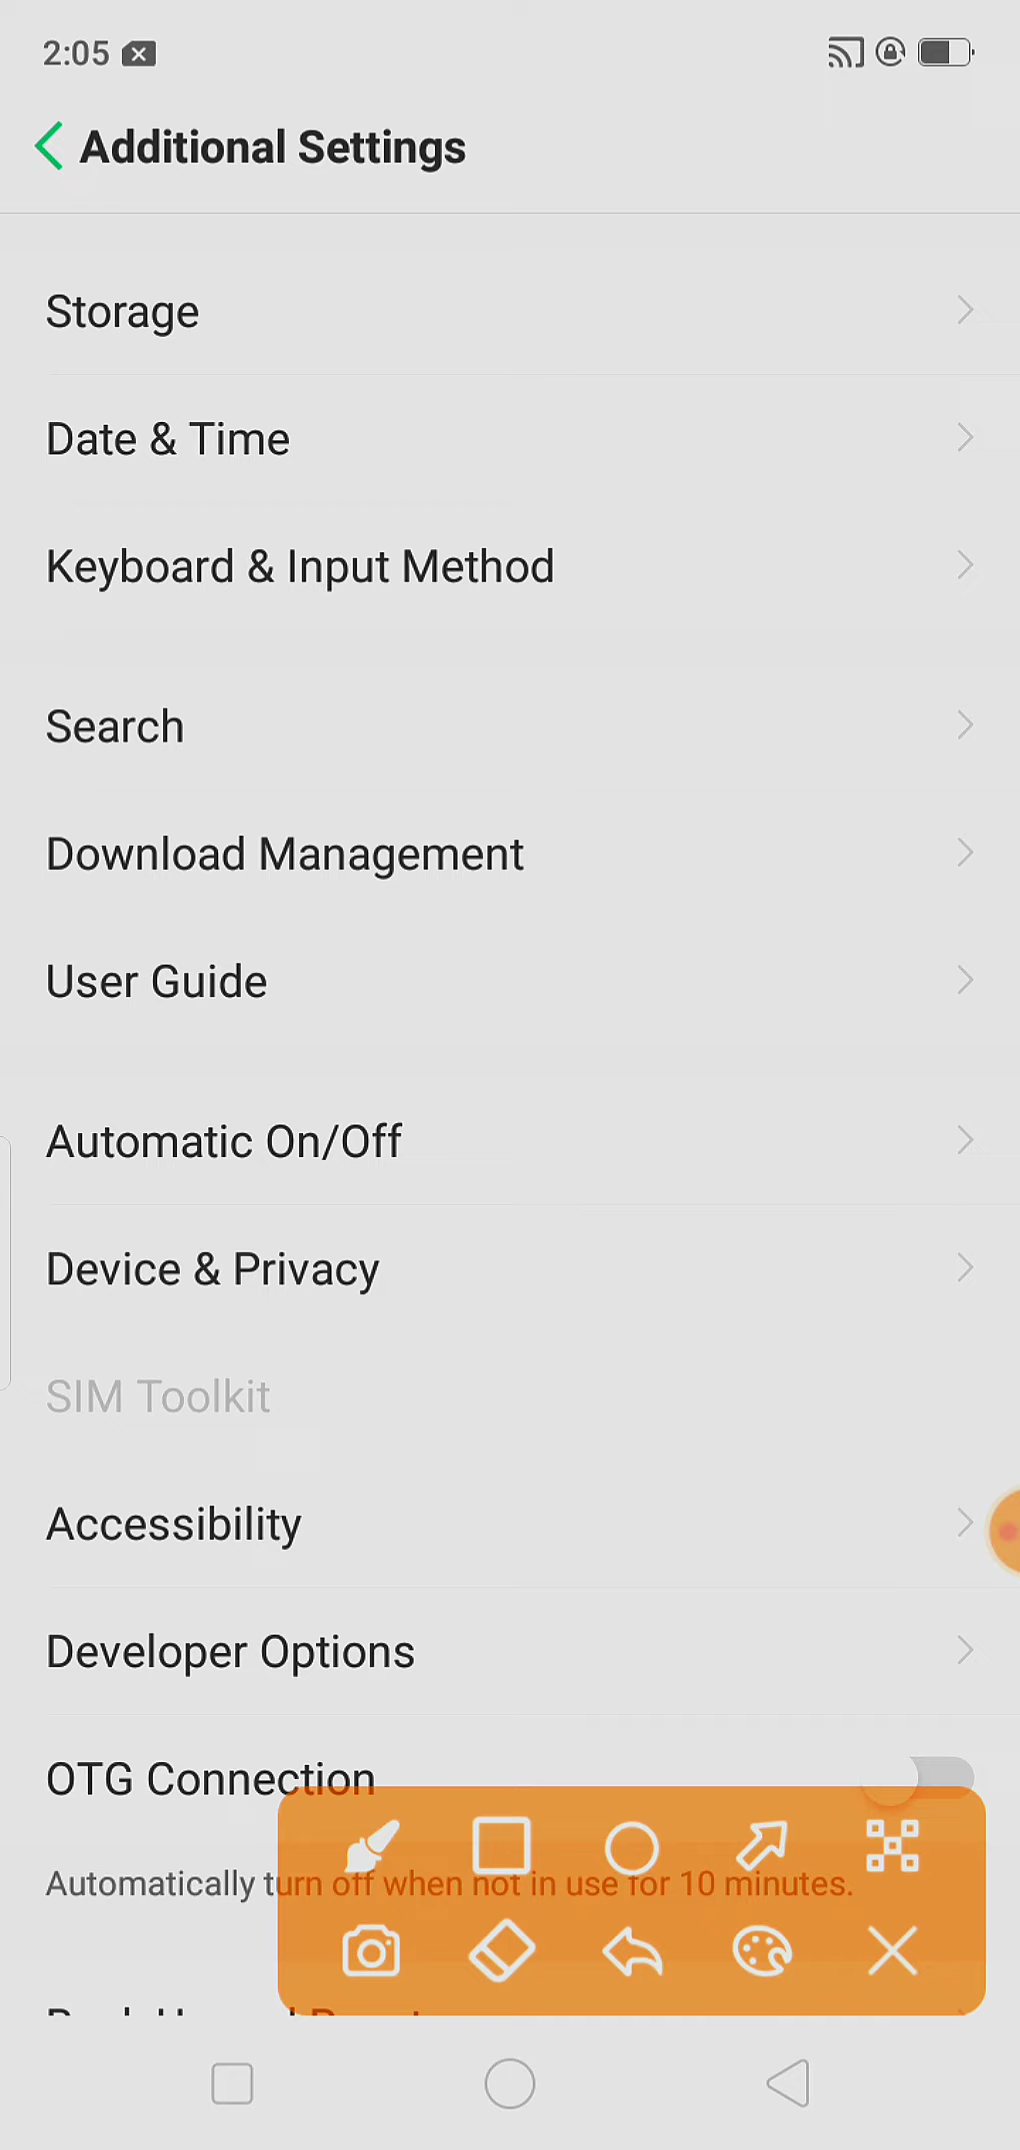 2:05
Additional Settings
Storage
Date & Time
Keyboard & Input Method
Search
Download Management
User Guide
Automatic On/Off
Device & Privacy
SIM Toolkit
Accessibility
Developer Options
OTG Connection
Automatically turn off when not in use for 10 minutes.